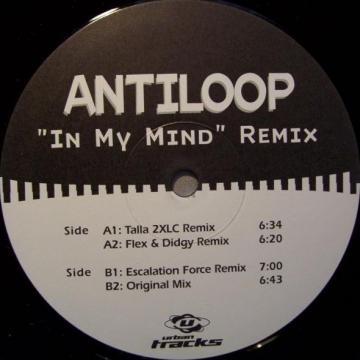 ANTILOOP
"IN MY MIND" REMIX
Side A1: Talla 2XLC Remix 6:34
A2: Flex & Didgy Remix 6:20
Side B1: Escalation Force Remix 7:00
B2: Original Mix 6:43
u
urban
tracks